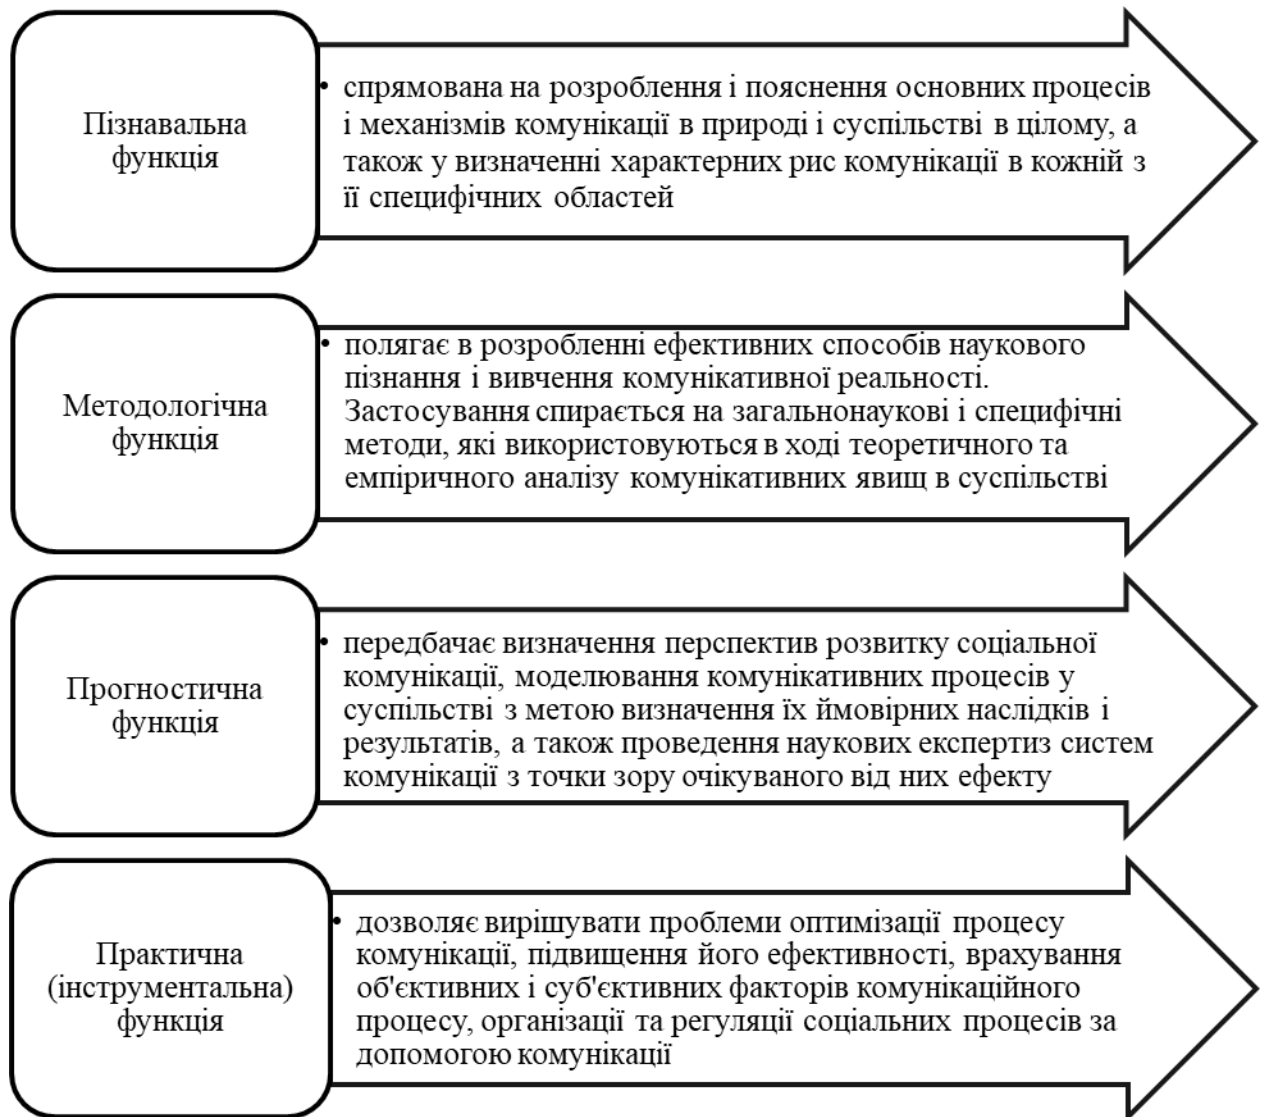 Пізнавальна
функція
• спрямована на розроблення і пояснення основних процесів
і механізмів комунікації в природі і суспільстві в цілому, а
також у визначенні характерних рис комунікації в кожній з
її специфічних областей
Методологічна
функція
• полягає в розробленні ефективних способів наукового
пізнання і вивчення комунікативної реальності.
Застосування спирається на загальнонаукові і специфічні
методи, які використовуються в ході теоретичного та
емпіричного аналізу комунікативних явищ в суспільстві
Прогностична
функція
• передбачає визначення перспектив розвитку соціальної
комунікації, моделювання комунікативних процесів у
суспільстві з метою визначення їх ймовірних наслідків і
результатів, а також проведення наукових експертиз систем
комунікації з точки зору очікуваного від них ефекту
Практична
(інструментальна)
функція
• дозволяє вирішувати проблеми оптимізації процесу
комунікації, підвищення його ефективності, врахування
об'єктивних і суб'єктивних факторів комунікаційного
процесу, організації та регуляції соціальних процесів за
допомогою комунікації